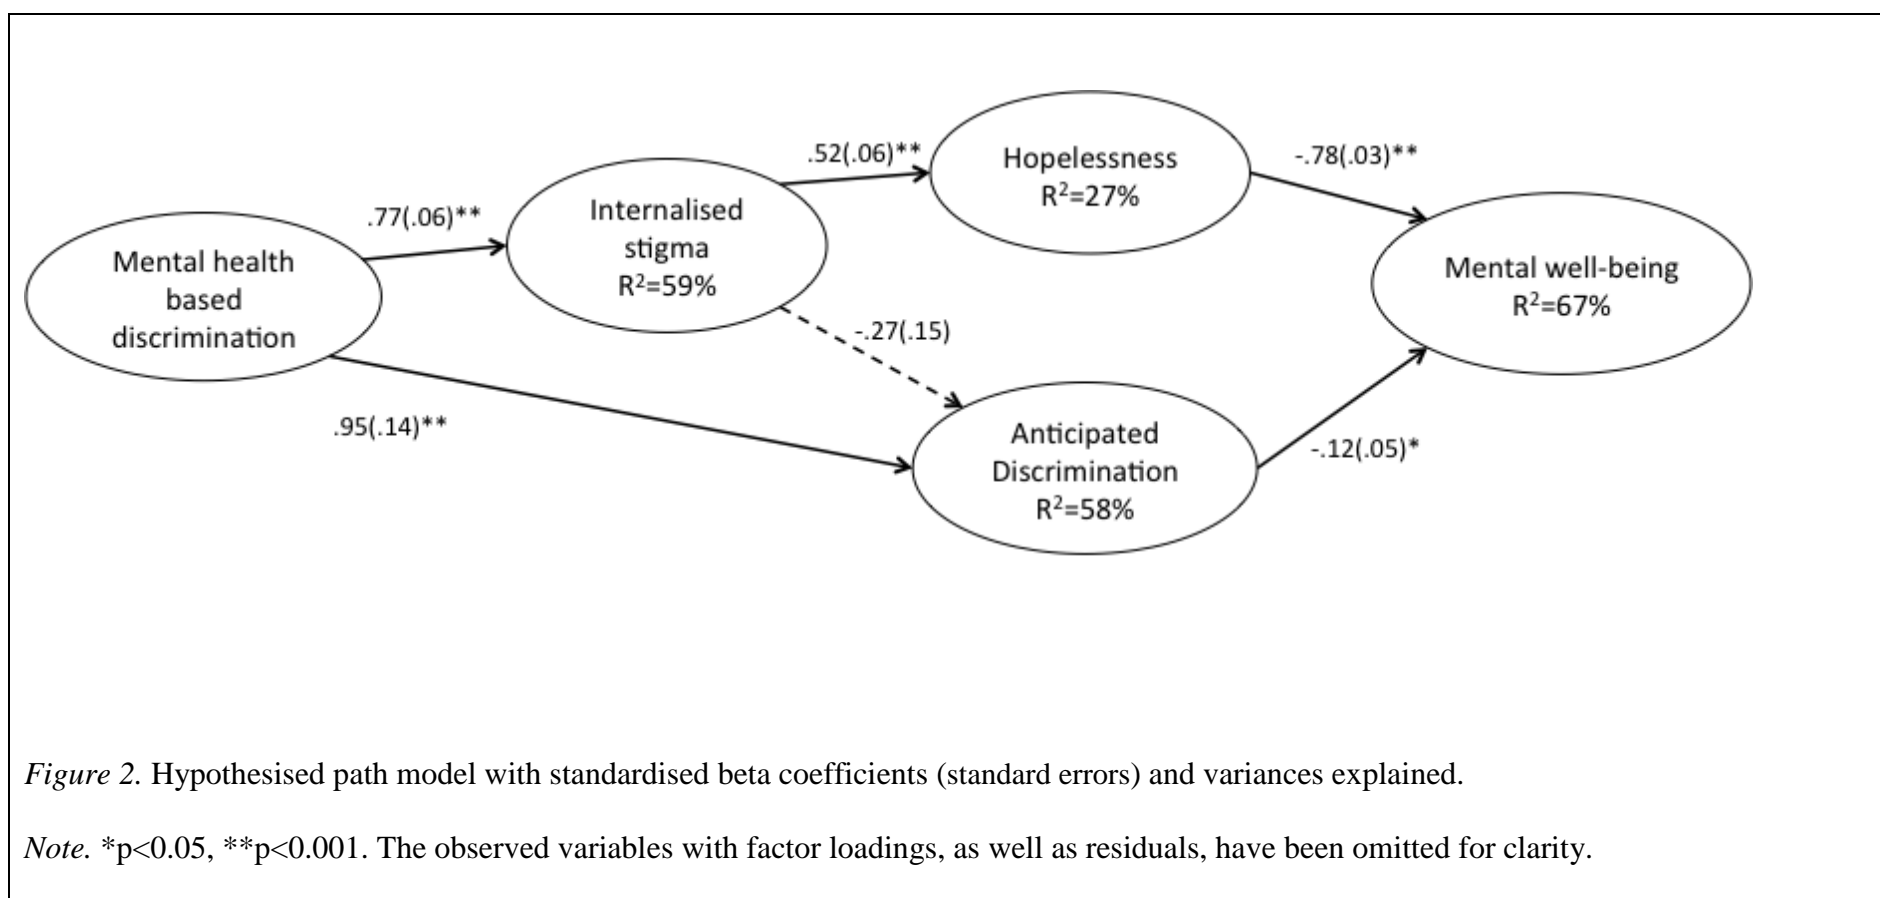 .52(.06)**
Hopelessness
R²=27%
-.78(.03)**
.77(.06)**
Internalised
stigma
R²=59%
Mental health
based
discrimination
Mental well-being
R²=67%
-.27(.15)
.95(.14)**
Anticipated
Discrimination
R²=58%
-.12(.05)*
Figure 2. Hypothesised path model with standardised beta coefficients (standard errors) and variances explained.
Note. *p<0.05, **p<0.001. The observed variables with factor loadings, as well as residuals, have been omitted for clarity.